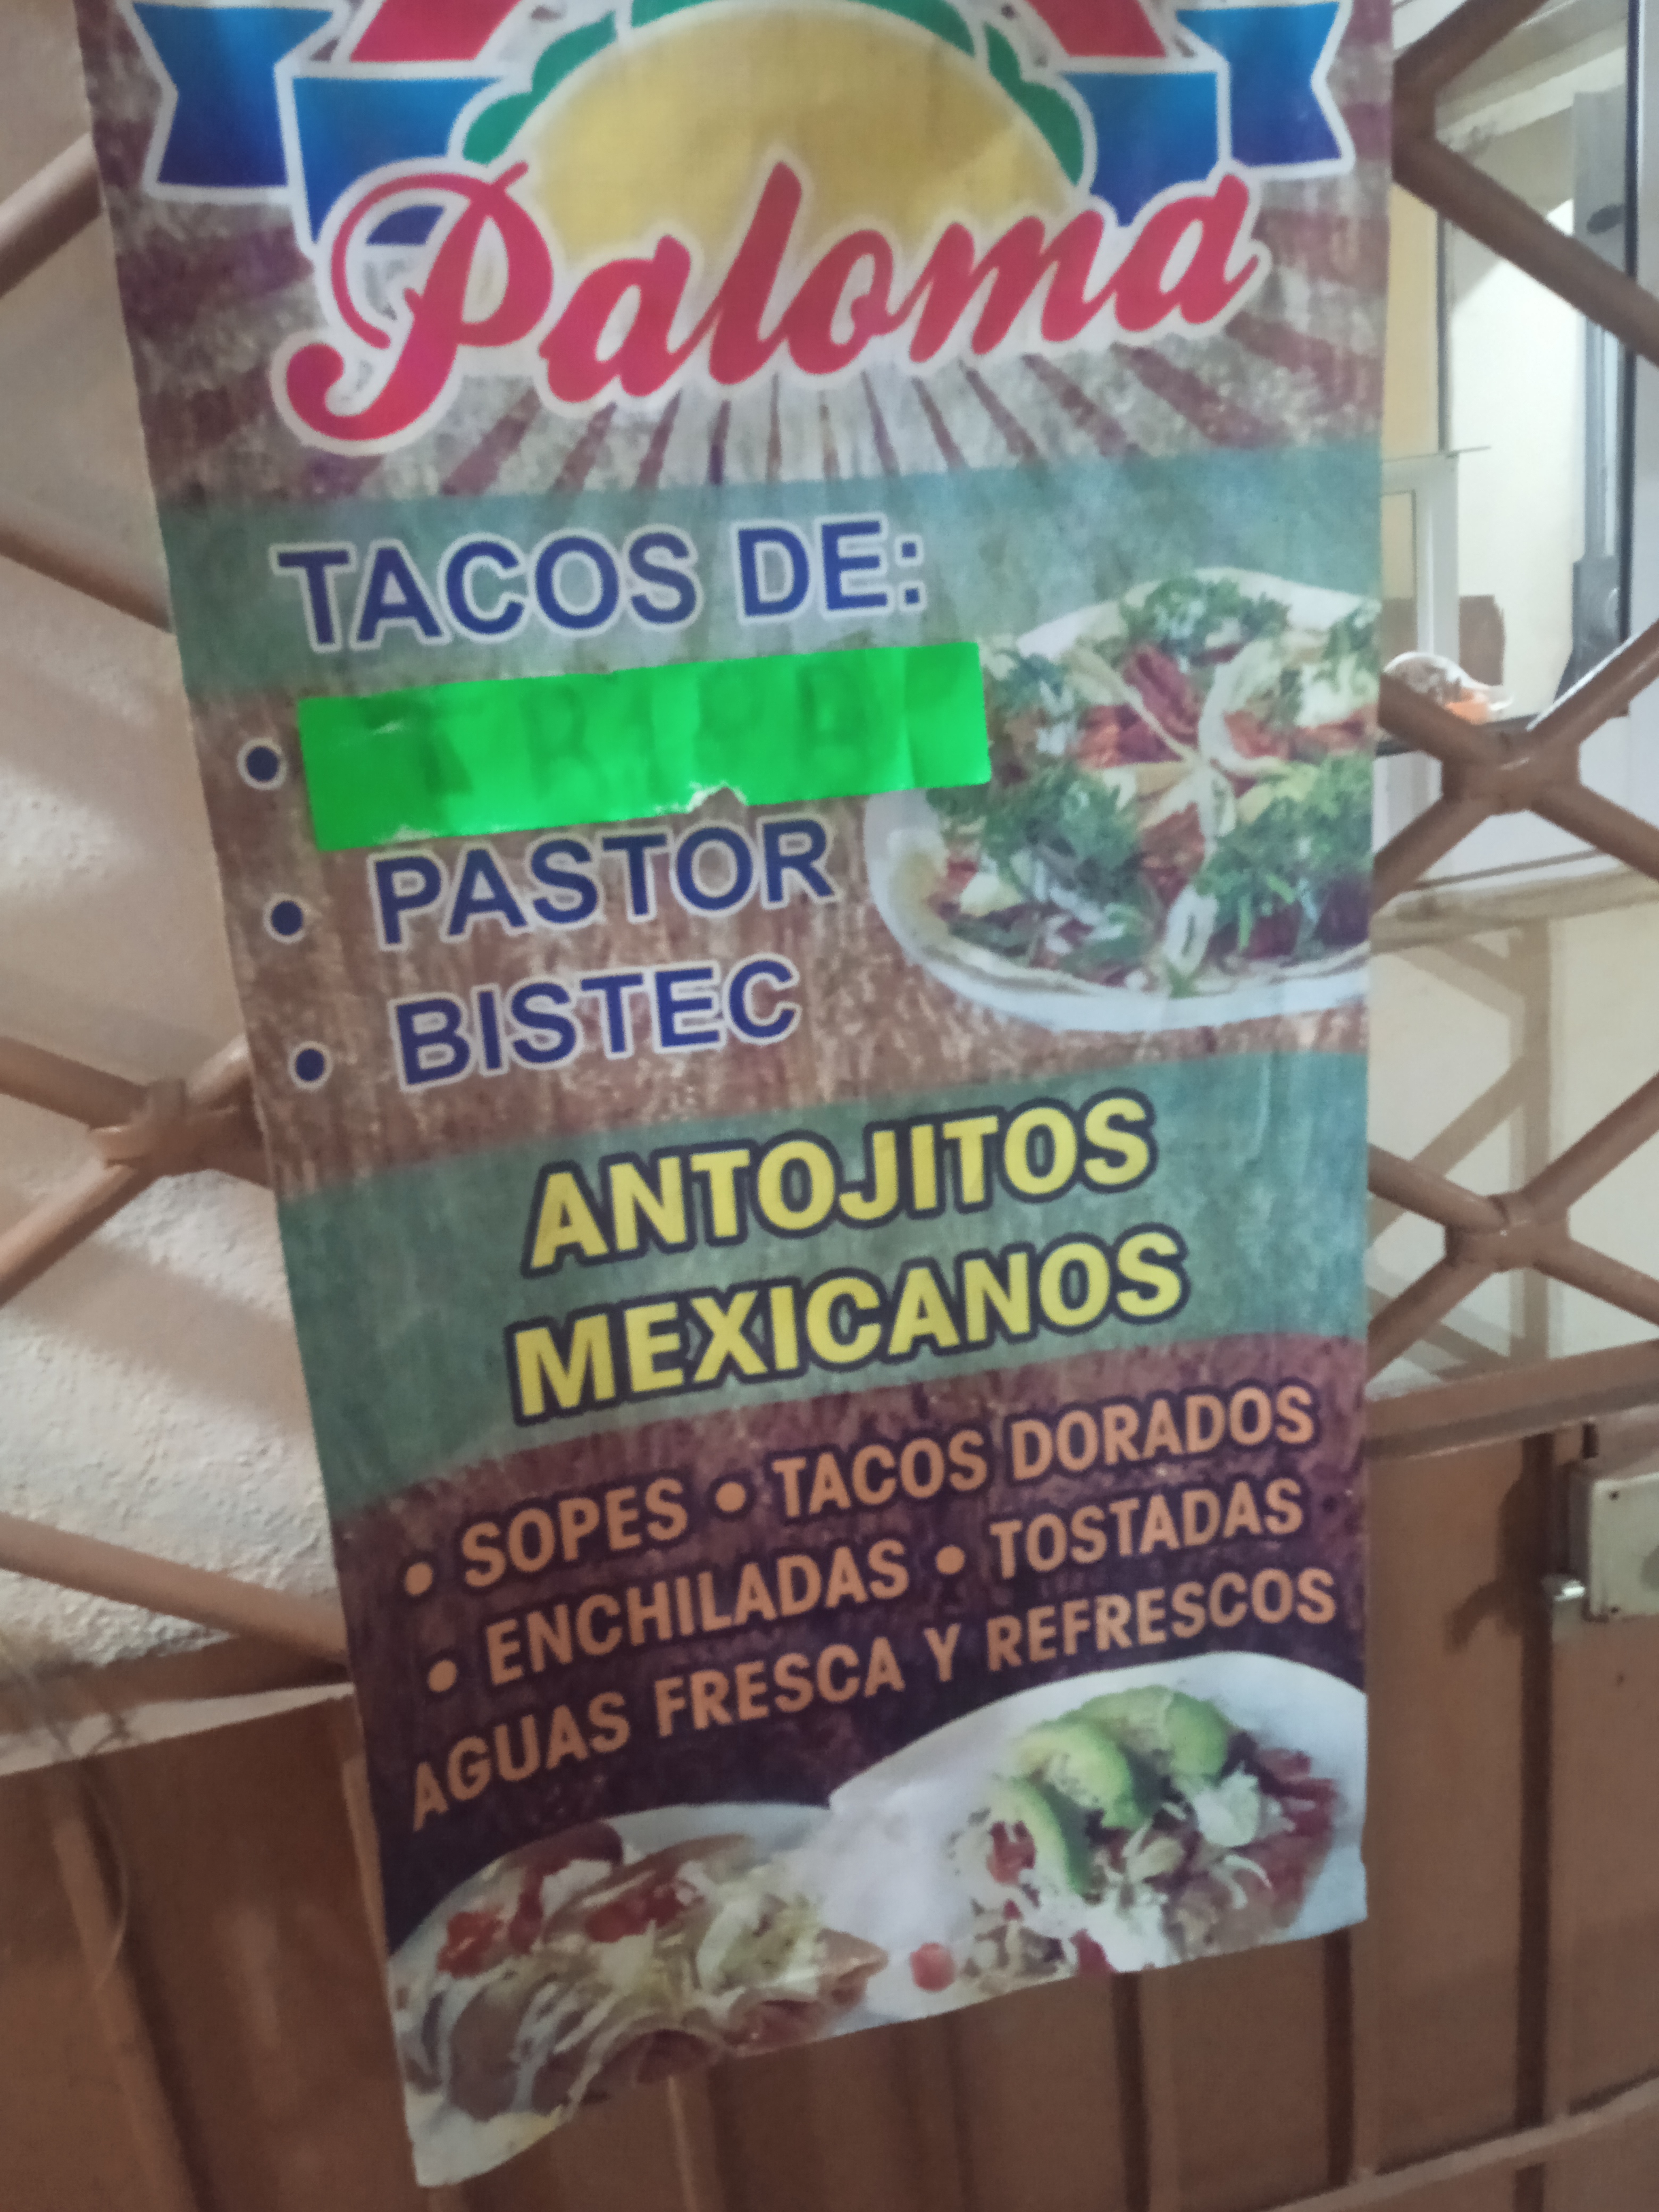 Paloma
TACOS DE:
•
• PASTOR
• BISTEC
ANTOJITOS
MEXICANOS
• SOPES • TACOS DORADOS
• ENCHILADAS • TOSTADAS
AGUAS FRESCA Y REFRESCOS